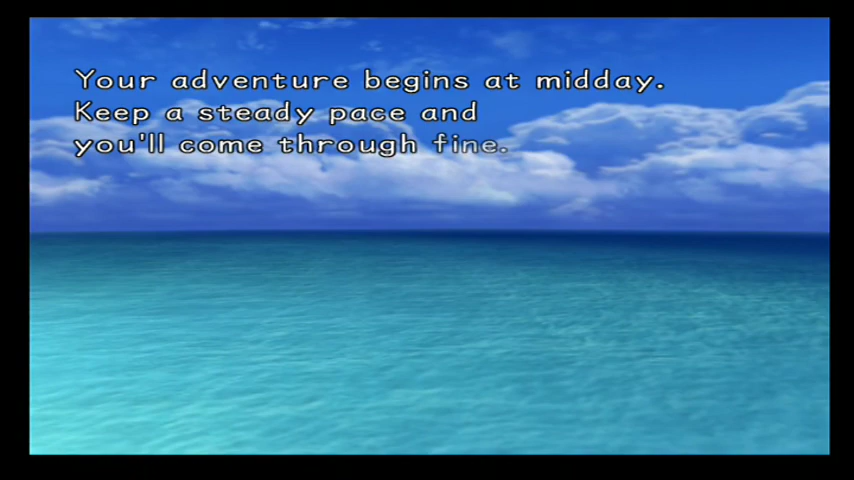 Your adventure begins at midday.
Keep a steady pace and
you'll come through fine.